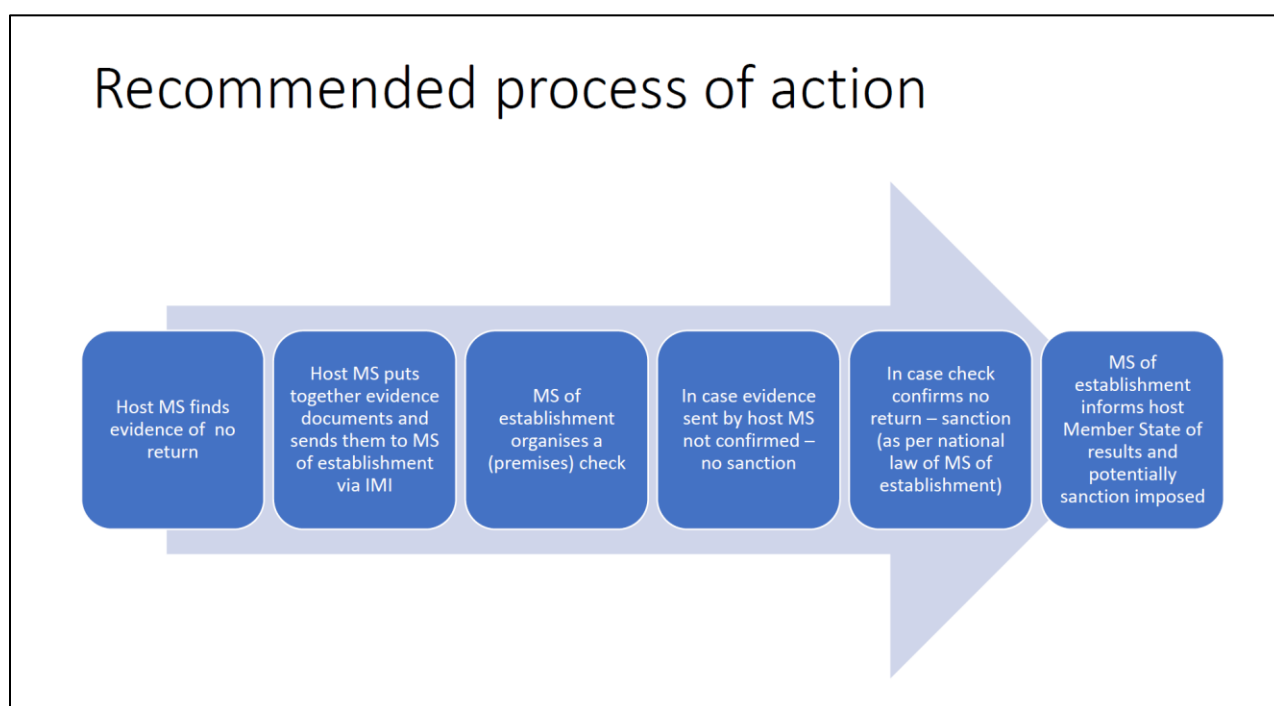 Recommended process of action
Host MS finds
evidence of no
return
Host MS puts
together evidence
documents and
sends them to MS
of establishment
via IMI
MS of
establishment
organises a
(premises) check
In case evidence
sent by host MS
not confirmed –
no sanction
In case check
confirms no
return – sanction
(as per national
law of MS of
establishment)
MS of
establishment
informs host
Member State of
results and
potentially
sanction imposed